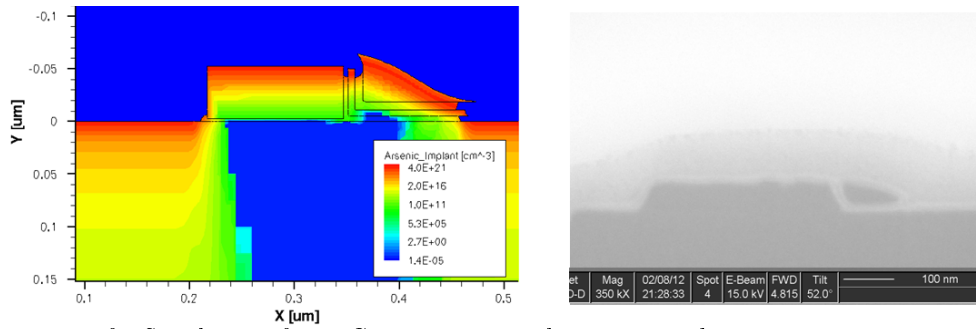 -0.1
-0.05
0
0.05
0.1
0.15
Y [um]
0.1
0.2
0.3
0.4
0.5
X [um]
Arsenic_Implant [cm^-3]
4.0E+21
2.0E+16
1.0E+11
5.3E+05
2.7E+00
1.4E-05
et Mag 02/08/12 Spot E-Beam FWD Tilt 100 nm
D-D 350 kX 21:28:33 4 15.0 kV 4.815 52.0°